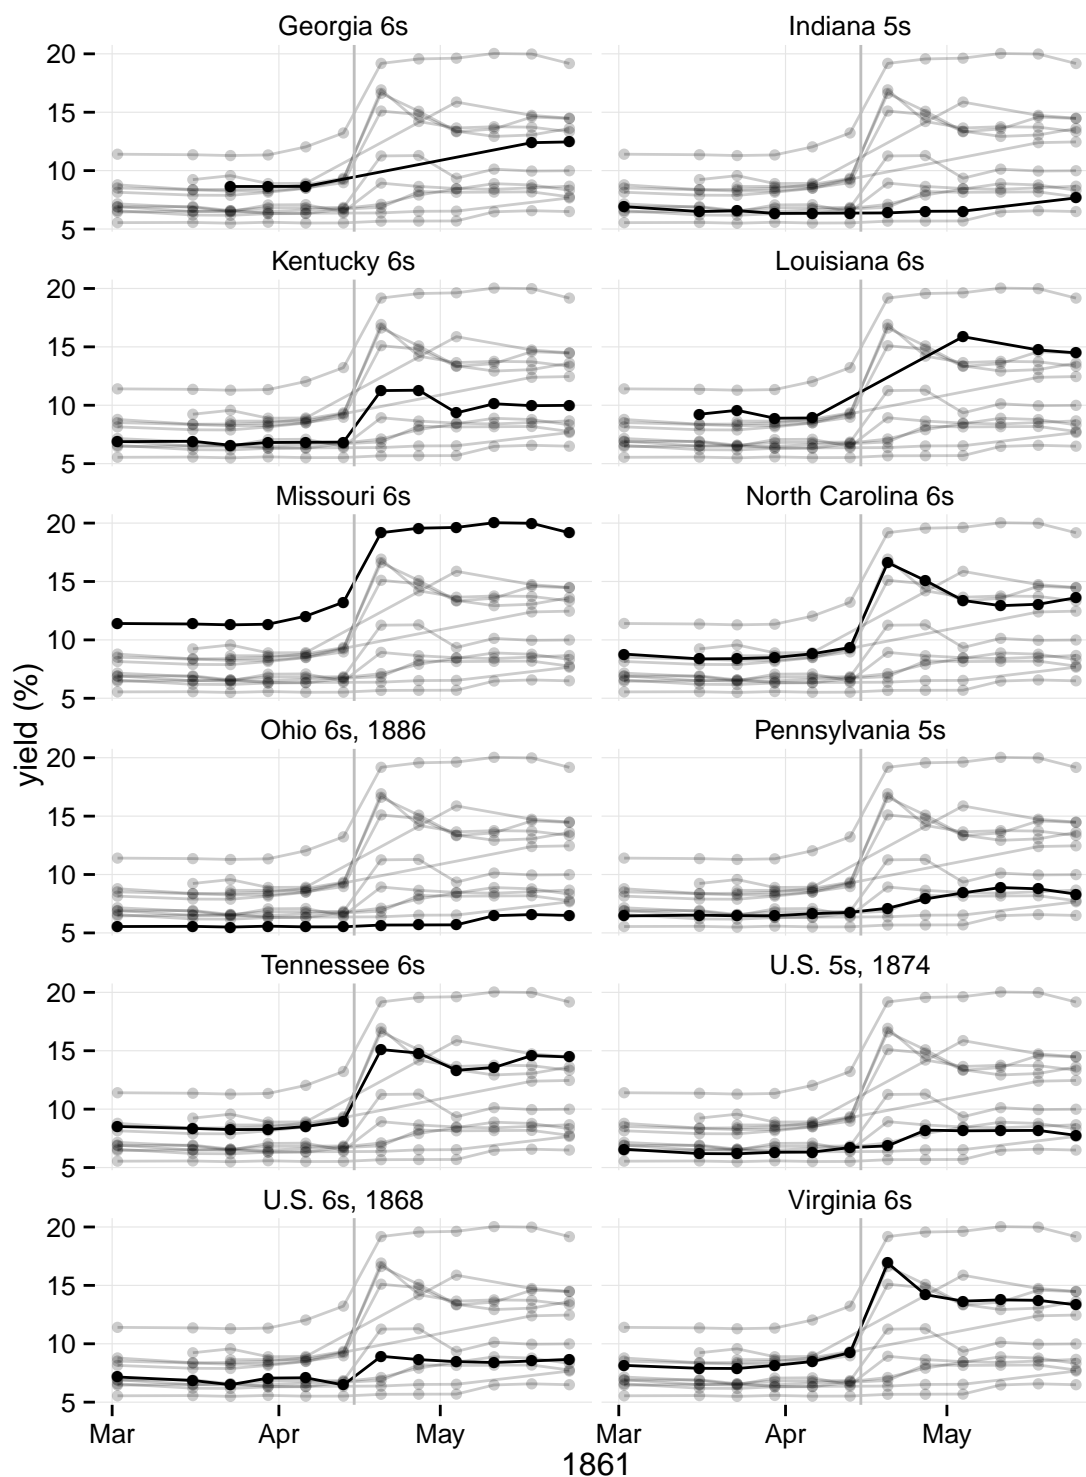 Georgia 6s
Indiana 5s
20
15
10
5
Kentucky 6s
Louisiana 6s
20
15
10
5
Missouri 6s
North Carolina 6s
20
15
10
5
yield (%)
Ohio 6s, 1886
Pennsylvania 5s
20
15
10
5
Tennessee 6s
U.S. 5s, 1874
20
15
10
5
U.S. 6s, 1868
Virginia 6s
20
15
10
5
Mar Apr May Mar Apr May
1861